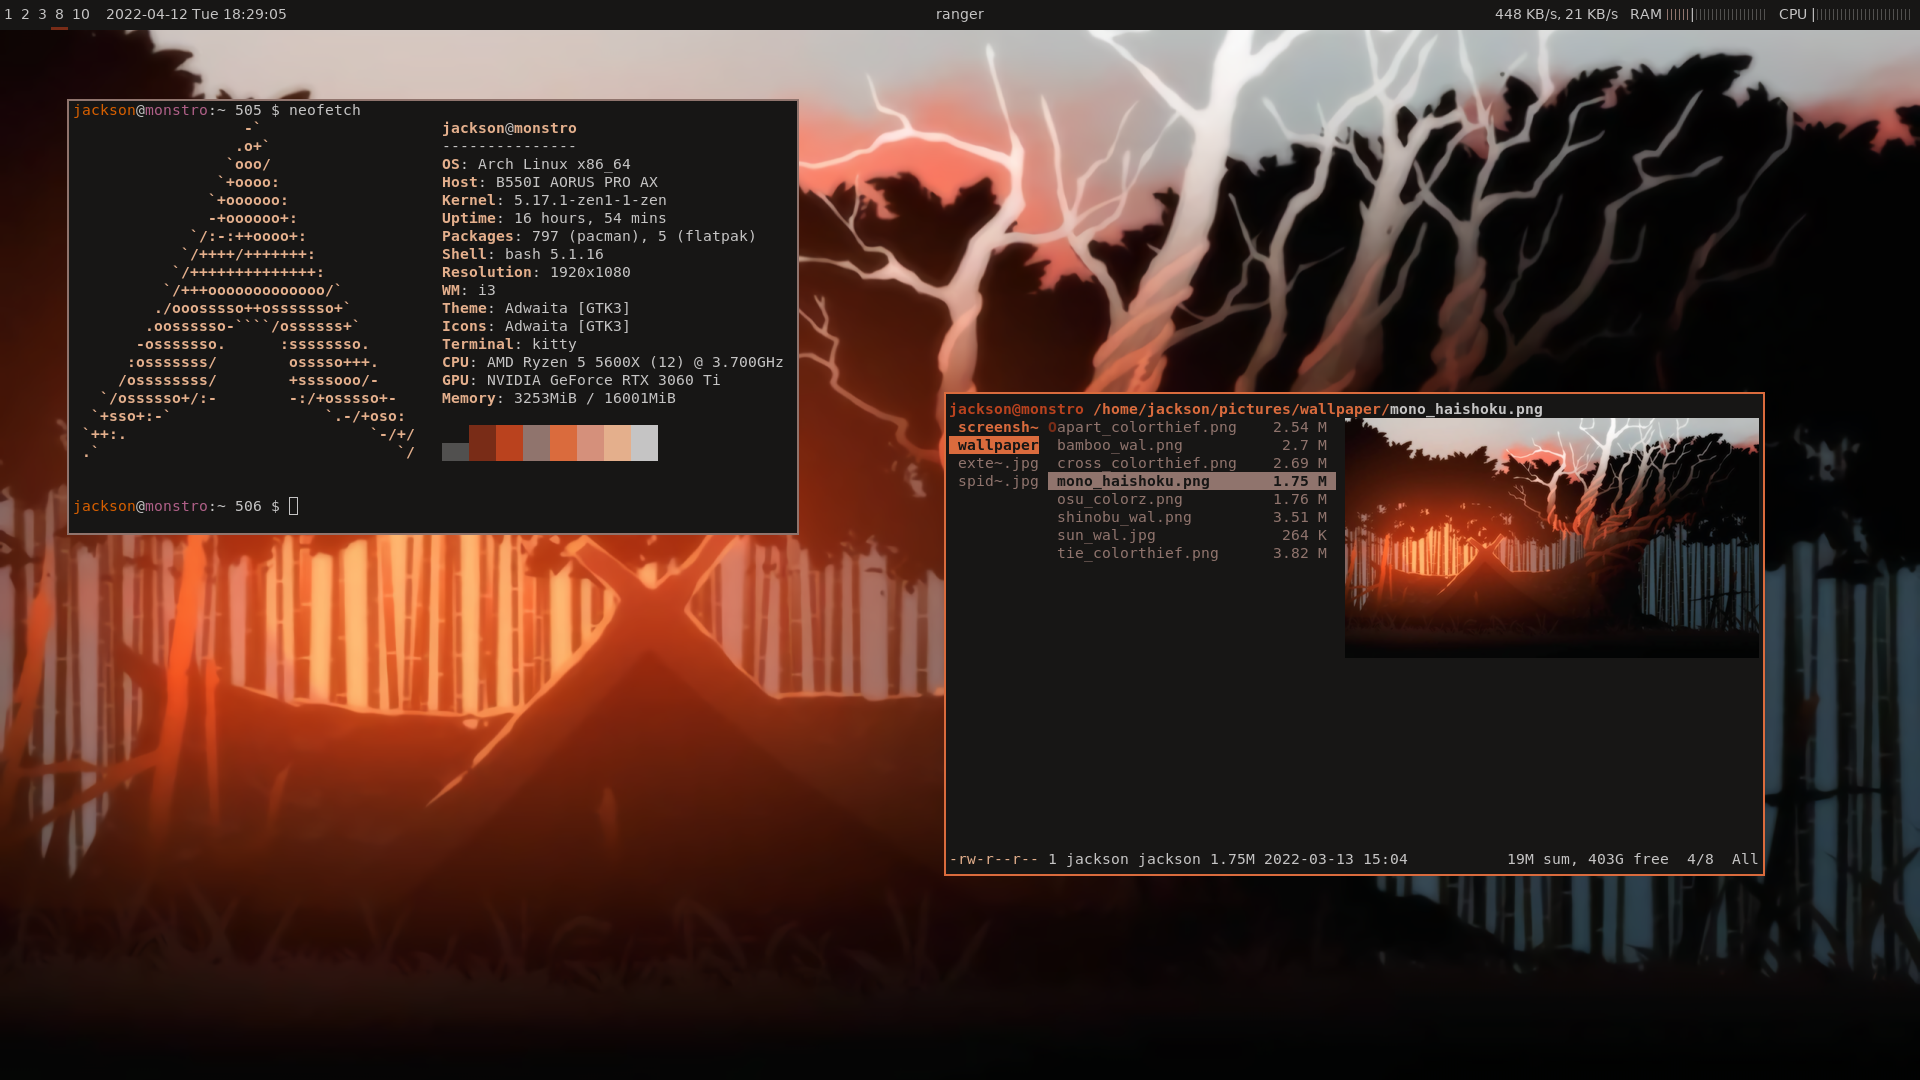 1 2 3 8 10 2022-04-12 Tue 18:29:05 ranger 448 KB/s, 21 KB/s RAM ||||||||||||||||||||||||| CPU |||||||||||||||||||||||||
jackson@monstro:~ 505 $ neofetch
-` jackson@monstro
.o+` ---------------
`ooo/ OS: Arch Linux x86_64
`+oooo: Host: B550I AORUS PRO AX
`+oooooo: Kernel: 5.17.1-zen1-1-zen
-+oooooo+: Uptime: 16 hours, 54 mins
`/:-:++oooo+: Packages: 797 (pacman), 5 (flatpak)
`/++++/+++++++: Shell: bash 5.1.16
`/++++++++++++++: Resolution: 1920x1080
`/+++ooooooooooooo/` WM: i3
./ooosssso++osssssso+` Theme: Adwaita [GTK3]
.oossssso-````/ossssss+` Icons: Adwaita [GTK3]
-osssssso. :ssssssso. Terminal: kitty
:osssssss/ osssso+++. CPU: AMD Ryzen 5 5600X (12) @ 3.700GHz
/ossssssss/ +ssssooo/- GPU: NVIDIA GeForce RTX 3060 Ti
`/ossssso+/:- -:/+osssso+- Memory: 3253MiB / 16001MiB
`+sso+:-` `.-/+oso:
`++:. `-/+/
.` `/
jackson@monstro:~ 506 $
jackson@monstro /home/jackson/pictures/wallpaper/mono_haishoku.png
screensh~ 0apart_colorthief.png 2.54 M
wallpaper bamboo_wal.png 2.7 M
exte~.jpg cross_colorthief.png 2.69 M
spid~.jpg mono_haishoku.png 1.75 M
osu_colorz.png 1.76 M
shinobu_wal.png 3.51 M
sun_wal.jpg 264 K
tie_colorthief.png 3.82 M
-rw-r--r-- 1 jackson jackson 1.75M 2022-03-13 15:04 19M sum, 403G free 4/8 All